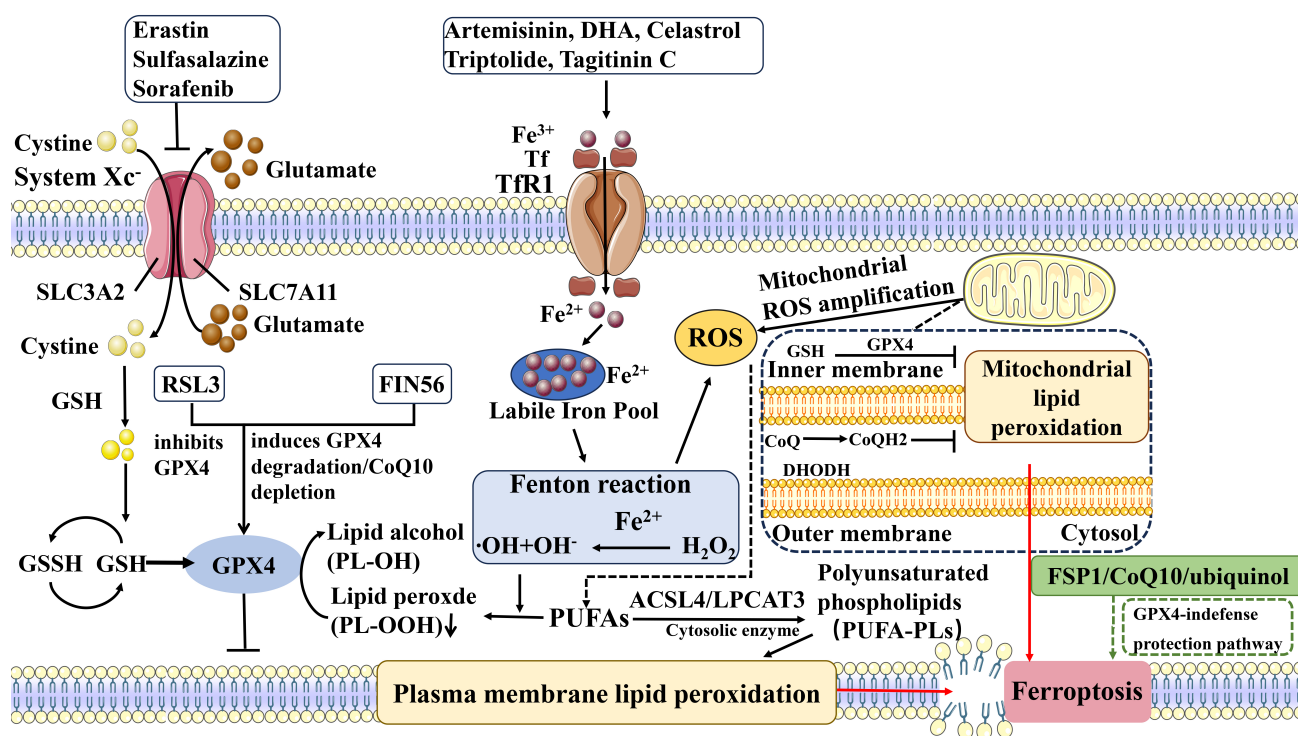 Erastin
Sulfasalazine
Sorafenib
Artemisinin, DHA, Celastrol
Triptolide, Tagitinin C
Cystine
System Xc-
Glutamate
Fe3+
Tf
TfR1
SLC3A2
SLC7A11
Glutamate
Cystine
Fe2+
Mitochondrial
ROS amplification
ROS
GSH
RSL3
FIN56
Fe2+
Labile Iron Pool
inhibits
GPX4
induces GPX4
degradation/CoQ10
depletion
GSH
GPX4
Inner membrane
Mitochondrial
lipid
peroxidation
CoQ
CoQH2
DHODH
Outer membrane
Cytosol
Fenton reaction
Fe2+
·OH+OH-
H2O2
GSSH
GSH
GPX4
Lipid alcohol
(PL-OH)
Lipid peroxde
(PL-OOH)↓
PUFAs
ACSL4/LPCAT3
Cytosolic enzyme
Polyunsaturated
phospholipids
(PUFA-PLs)
FSP1/CoQ10/ubiquinol
GPX4-indefense
protection pathway
Plasma membrane lipid peroxidation
Ferroptosis